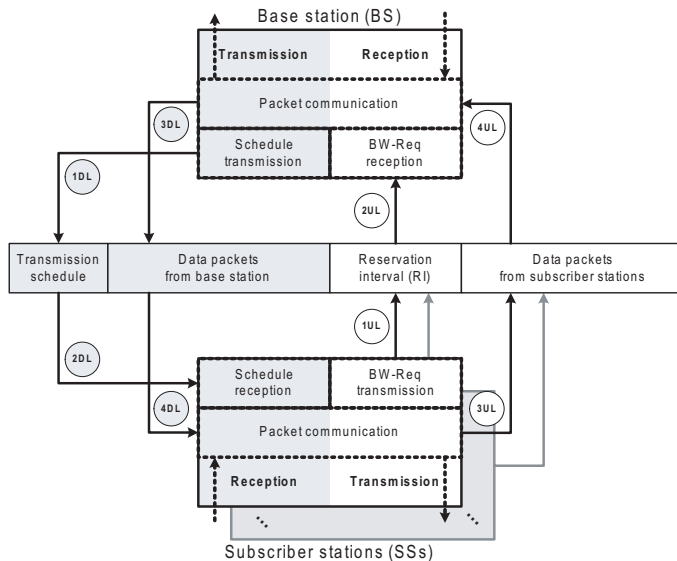 Base station (BS)
Transmission
Reception
Packet communication
3DL
4UL
Schedule
transmission
BW-Req
reception
1DL
2UL
Transmission
schedule
Data packets
from base station
Reservation
interval (RI)
Data packets
from subscriber stations
1UL
2DL
Schedule
reception
BW-Req
transmission
4DL
3UL
Packet communication
Reception
Transmission
Subscriber stations (SSs)